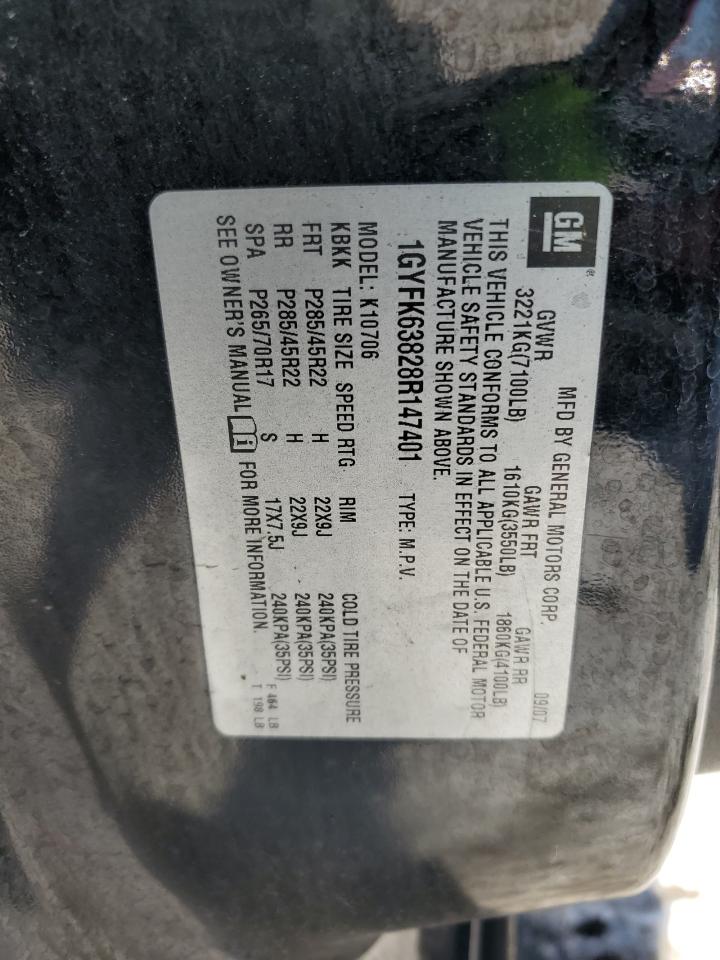 GM
MFD BY GENERAL MOTORS CORP. 09/07
GVWR GAWR FRT GAWR RR
3221KG(7100LB) 1610KG(3550LB) 1860KG(4100LB)
THIS VEHICLE CONFORMS TO ALL APPLICABLE U.S. FEDERAL MOTOR
VEHICLE SAFETY STANDARDS IN EFFECT ON THE DATE OF
MANUFACTURE SHOWN ABOVE.
1GYFK63828R147401 TYPE: M.P.V.
MODEL: K10706
KBKK TIRE SIZE SPEED RTG RIM COLD TIRE PRESSURE
FRT P285/45R22 H 22X9J 240KPA(35PSI)
RR P285/45R22 H 22X9J 240KPA(35PSI)
SPA P265/70R17 S 17X7.5J 240KPA(35PSI)
SEE OWNER'S MANUAL i FOR MORE INFORMATION.
F 464 LB
T 198 LB